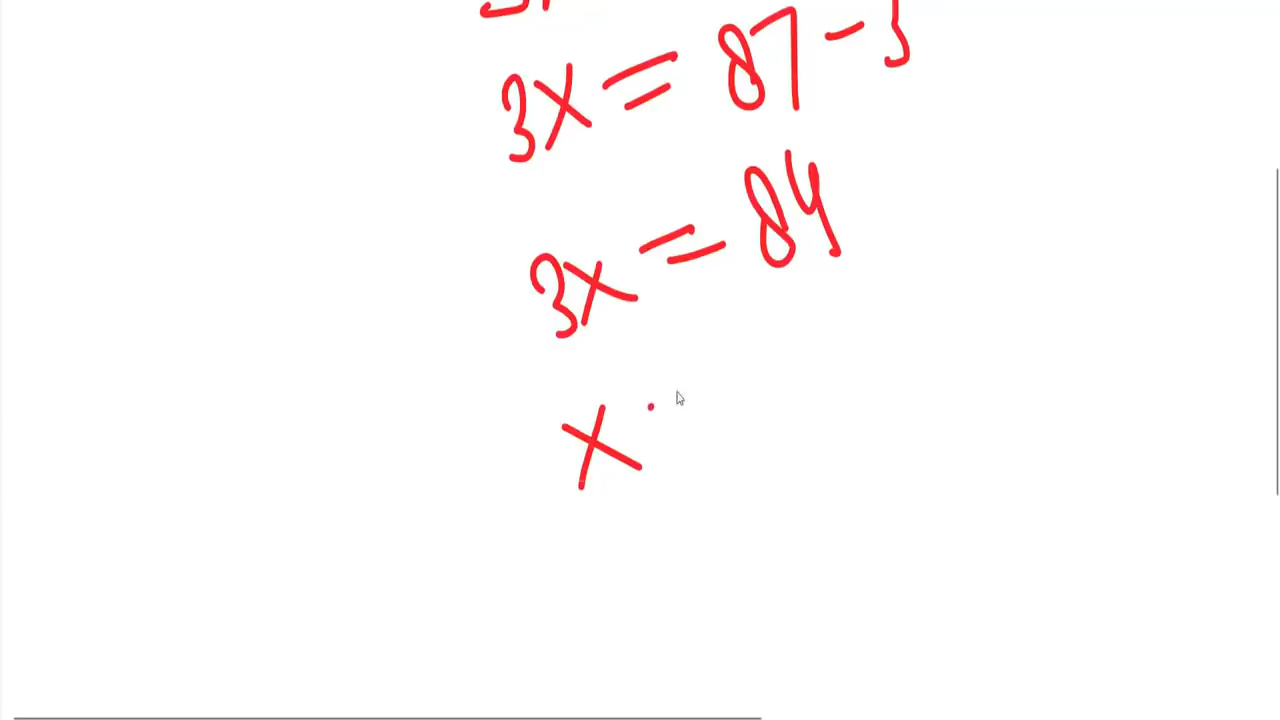 3x = 87 - 3
3x = 84
x